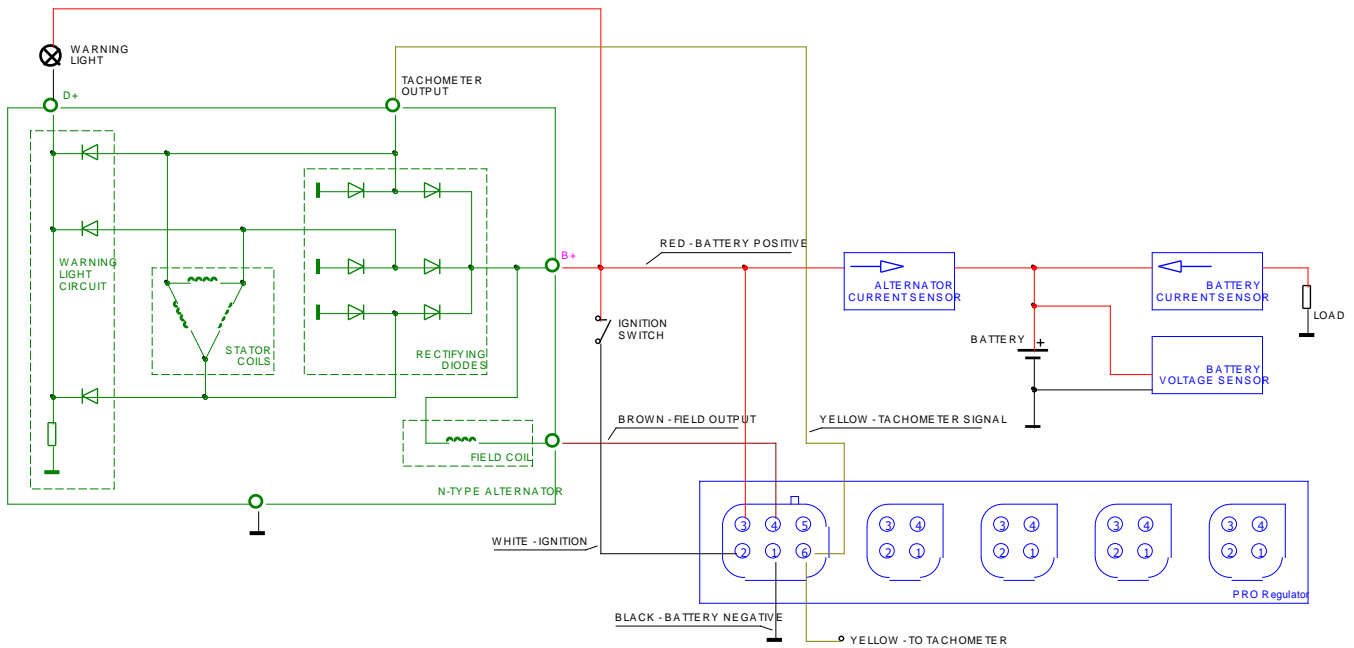 WARNING
LIGHT
D+
TACHOMETER
OUTPUT
WARNING
LIGHT
CIRCUIT
STATOR
COILS
RECTIFYING
DIODES
B+
FIELD COIL
N-TYPE ALTERNATOR
RED - BATTERY POSITIVE
IGNITION
SWITCH
BROWN - FIELD OUTPUT
YELLOW - TACHOMETER SIGNAL
ALTERNATOR
CURRENT SENSOR
BATTERY
CURRENT SENSOR
LOAD
BATTERY
+
BATTERY
VOLTAGE SENSOR
WHITE - IGNITION
3 4 5
2 1 6
3 4
2 1
3 4
2 1
3 4
2 1
3 4
2 1
PRO Regulator
BLACK - BATTERY NEGATIVE
YELLOW - TO TACHOMETER